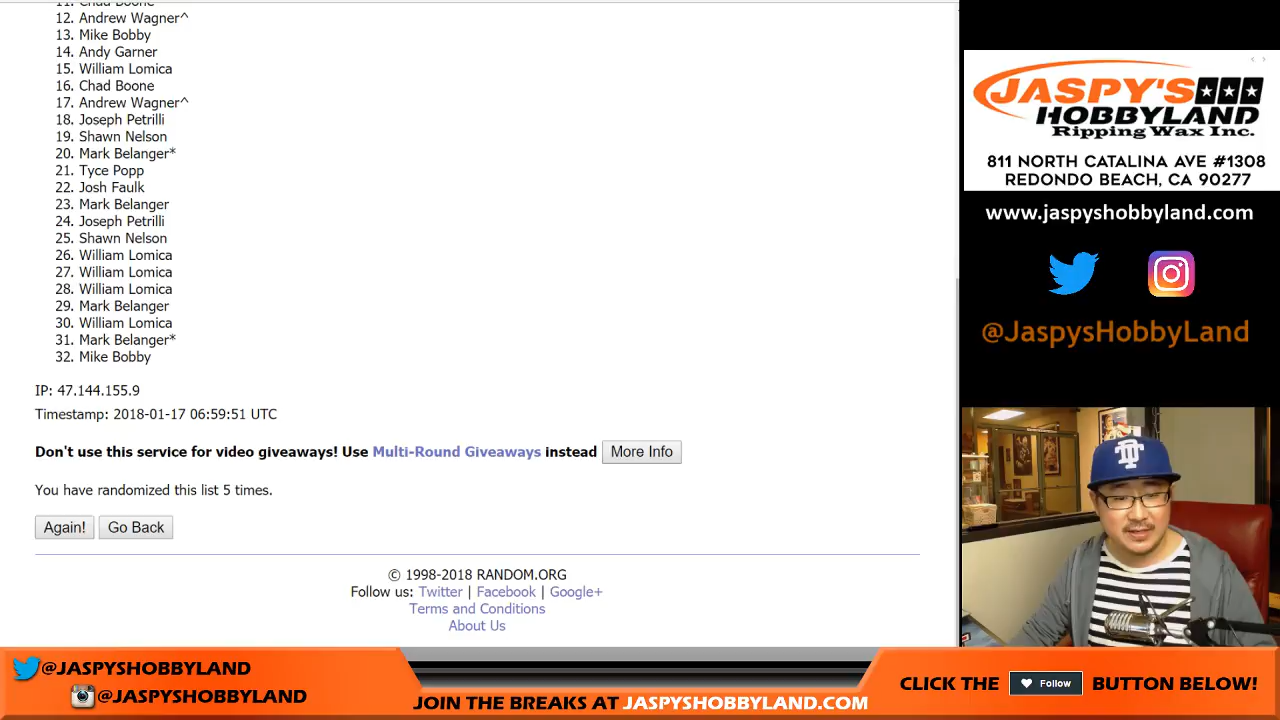 11. Chad Boone
12. Andrew Wagner^
13. Mike Bobby
14. Andy Garner
15. William Lomica
16. Chad Boone
17. Andrew Wagner^
18. Joseph Petrilli
19. Shawn Nelson
20. Mark Belanger*
21. Tyce Popp
22. Josh Faulk
23. Mark Belanger
24. Joseph Petrilli
25. Shawn Nelson
26. William Lomica
27. William Lomica
28. William Lomica
29. Mark Belanger
30. William Lomica
31. Mark Belanger*
32. Mike Bobby
IP: 47.144.155.9
Timestamp: 2018-01-17 06:59:51 UTC
Don't use this service for video giveaways! Use Multi-Round Giveaways instead More Info
You have randomized this list 5 times.
Again! Go Back
© 1998-2018 RANDOM.ORG
Follow us: Twitter | Facebook | Google+
Terms and Conditions
About Us
JASPY'S
HOBBYLAND
Ripping Wax Inc.
811 NORTH CATALINA AVE #1308
REDONDO BEACH, CA 90277
www.jaspyshobbyland.com
@JaspysHobbyLand
@JASPYSHOBBYLAND
@JASPYSHOBBYLAND
JOIN THE BREAKS AT JASPYSHOBBYLAND.COM
CLICK THE Follow BUTTON BELOW!